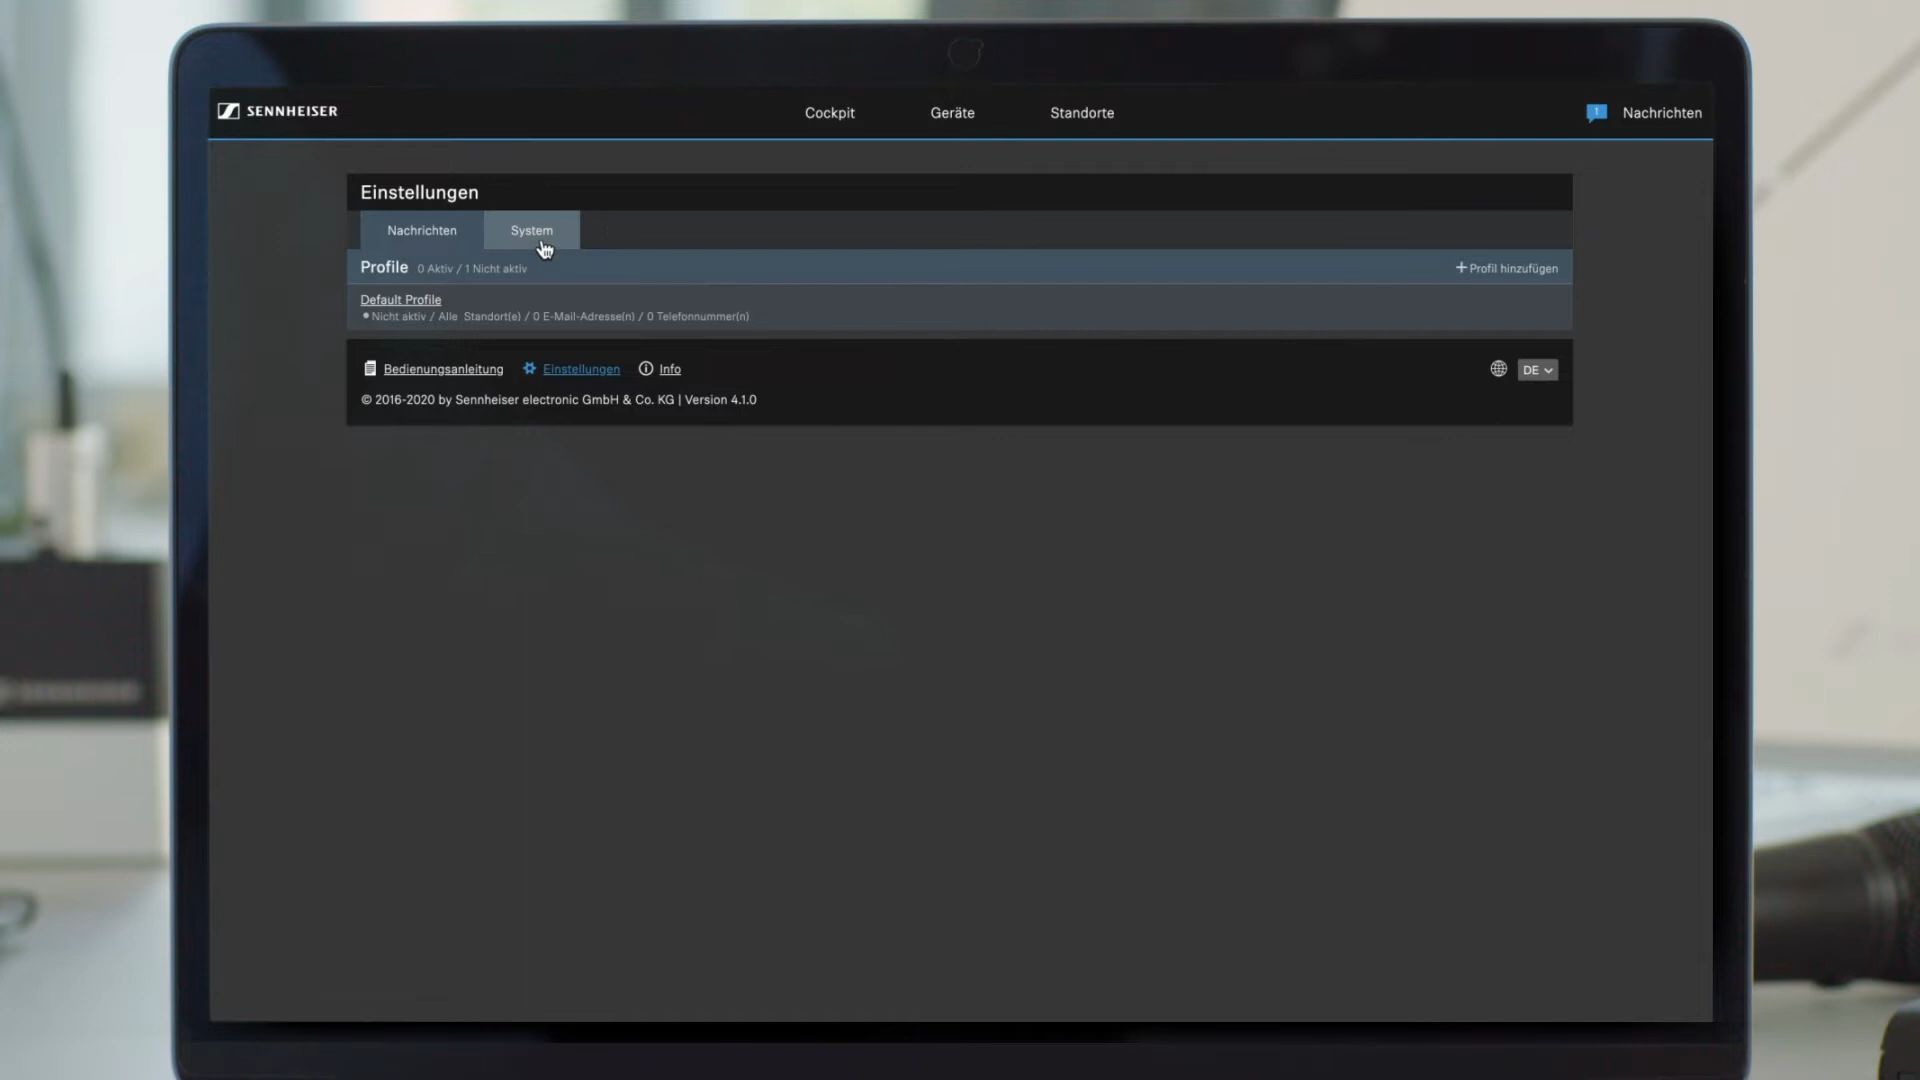 SENNHEISER
Cockpit
Geräte
Standorte
1
Nachrichten
Einstellungen
Nachrichten
System
Profile 0 Aktiv / 1 Nicht aktiv
+ Profil hinzufügen
Default Profile
Nicht aktiv / Alle Standort(e) / 0 E-Mail-Adresse(n) / 0 Telefonnummer(n)
Bedienungsanleitung
Einstellungen
Info
DE
© 2016-2020 by Sennheiser electronic GmbH & Co. KG | Version 4.1.0